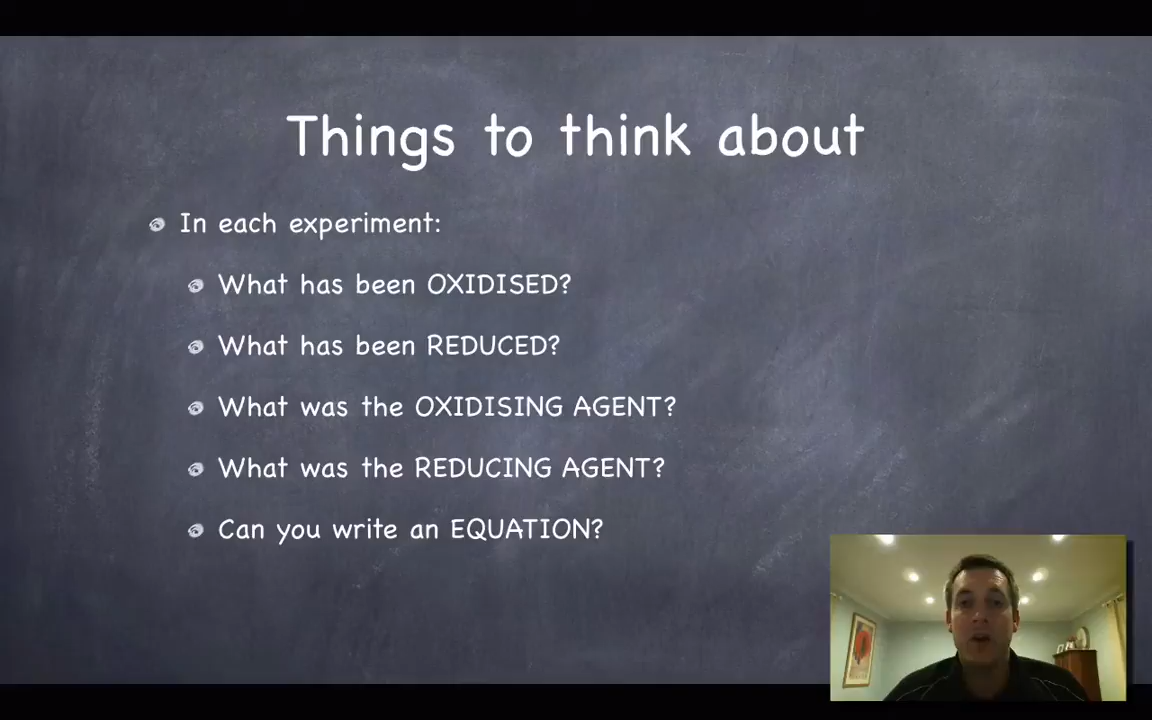 Things to think about
In each experiment:
What has been OXIDISED?
What has been REDUCED?
What was the OXIDISING AGENT?
What was the REDUCING AGENT?
Can you write an EQUATION?